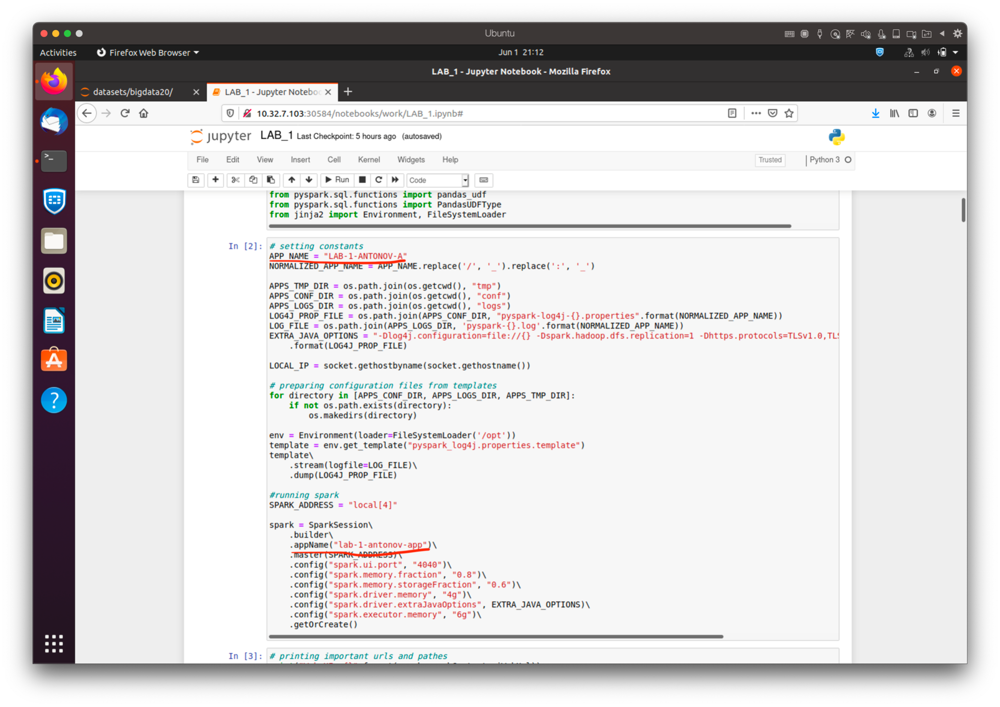 Ubuntu
Activities
Firefox Web Browser
Jun 1 21:12
LAB_1 - Jupyter Notebook - Mozilla Firefox
datasets/bigdata20/
LAB_1 - Jupyter Noteboo
10.32.7.103:30584/notebooks/work/LAB_1.ipynb#
jupyter LAB_1 Last Checkpoint: 5 hours ago (autosaved)
File Edit View Insert Cell Kernel Widgets Help Trusted Python 3
Run Code
from pyspark.sql.functions import pandas_udf
from pyspark.sql.functions import PandasUDFType
from jinja2 import Environment, FileSystemLoader
In [2]: # setting constants
APP_NAME = "LAB-1-ANTONOV-A"
NORMALIZED_APP_NAME = APP_NAME.replace('/', '_').replace(':', '_')
APPS_TMP_DIR = os.path.join(os.getcwd(), "tmp")
APPS_CONF_DIR = os.path.join(os.getcwd(), "conf")
APPS_LOGS_DIR = os.path.join(os.getcwd(), "logs")
LOG4J_PROP_FILE = os.path.join(APPS_CONF_DIR, "pyspark-log4j-{}.properties".format(NORMALIZED_APP_NAME))
LOG_FILE = os.path.join(APPS_LOGS_DIR, 'pyspark-{}.log'.format(NORMALIZED_APP_NAME))
EXTRA_JAVA_OPTIONS = "-Dlog4j.configuration=file://{} -Dspark.hadoop.dfs.replication=1 -Dhttps.protocols=TLSv1.0,TLS
.format(LOG4J_PROP_FILE)
LOCAL_IP = socket.gethostbyname(socket.gethostname())
# preparing configuration files from templates
for directory in [APPS_CONF_DIR, APPS_LOGS_DIR, APPS_TMP_DIR]:
if not os.path.exists(directory):
os.makedirs(directory)
env = Environment(loader=FileSystemLoader('/opt'))
template = env.get_template("pyspark_log4j.properties.template")
template\
.stream(logfile=LOG_FILE)\
.dump(LOG4J_PROP_FILE)
#running spark
SPARK_ADDRESS = "local[4]"
spark = SparkSession\
.builder\
.appName("lab-1-antonov-app")\
.master(SPARK_ADDRESS)\
.config("spark.ui.port", "4040")\
.config("spark.memory.fraction", "0.8")\
.config("spark.memory.storageFraction", "0.6")\
.config("spark.driver.memory", "4g")\
.config("spark.driver.extraJavaOptions", EXTRA_JAVA_OPTIONS)\
.config("spark.executor.memory", "6g")\
.getOrCreate()
In [3]: # printing important urls and pathes